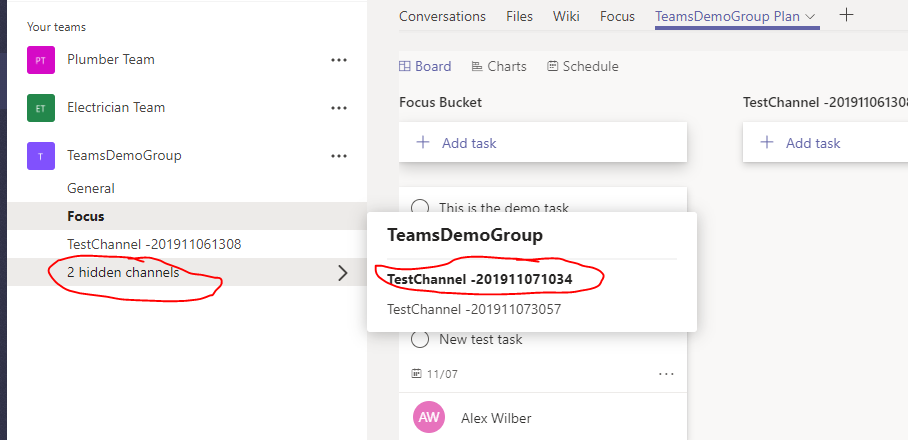 Your teams
PT Plumber Team ...
ET Electrician Team ...
T TeamsDemoGroup ...
General
Focus
TestChannel -201911061308
2 hidden channels
Conversations Files Wiki Focus TeamsDemoGroup Plan
Board Charts Schedule
Focus Bucket
TestChannel -201911061308
+ Add task
+ Add task
This is the demo task
TeamsDemoGroup
TestChannel -201911071034
TestChannel -201911073057
New test task
11/07 ...
AW Alex Wilber